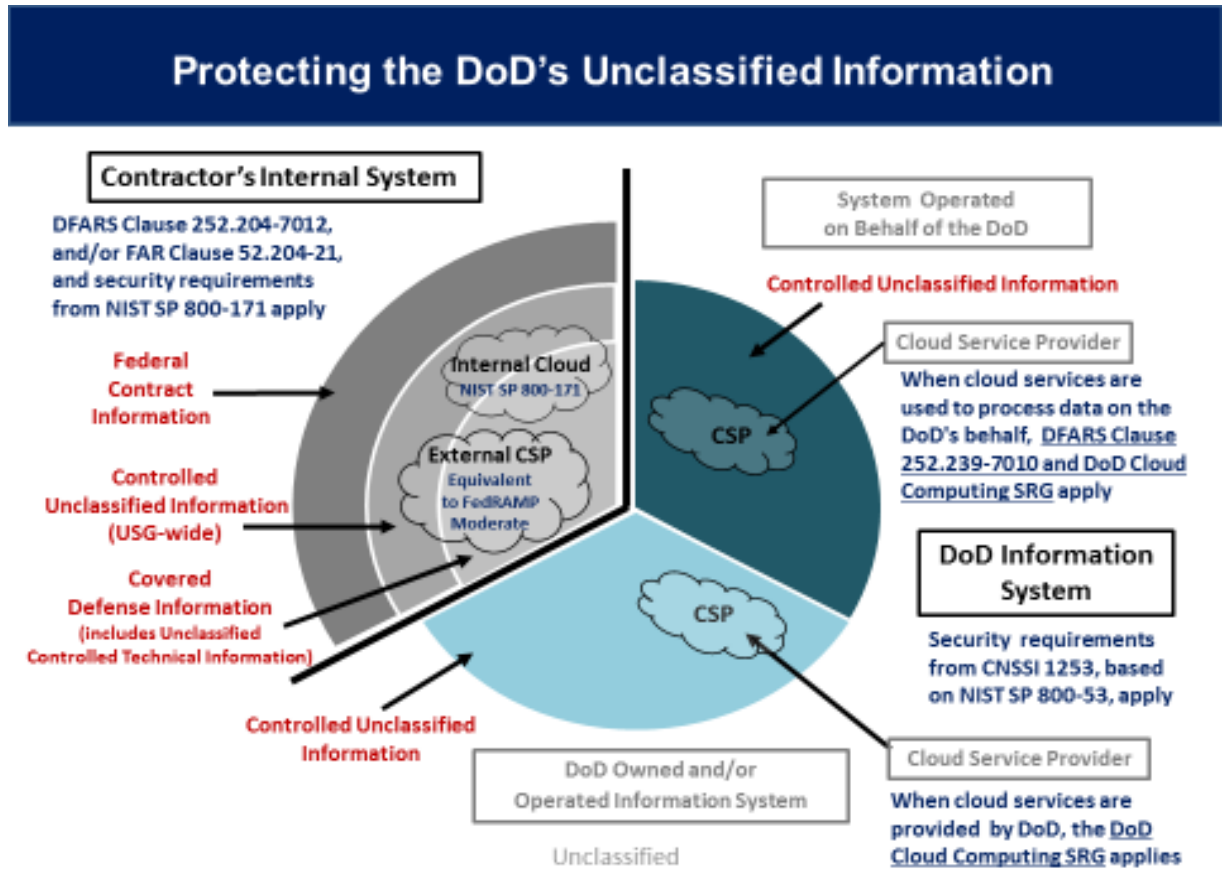 Protecting the DoD's Unclassified Information
Contractor's Internal System
DFARS Clause 252.204-7012,
and/or FAR Clause 52.204-21,
and security requirements
from NIST SP 800-171 apply
Federal
Contract
Information
Controlled
Unclassified Information
(USG-wide)
Covered
Defense Information
(includes Unclassified
Controlled Technical Information)
Internal Cloud
NIST SP 800-171
External CSP
Equivalent
to FedRAMP
Moderate
System Operated
on Behalf of the DoD
Controlled Unclassified Information
Cloud Service Provider
When cloud services are
used to process data on the
DoD's behalf, DFARS Clause
252.239-7010 and DoD Cloud
Computing SRG apply
CSP
DoD Information
System
Security requirements
from CNSSI 1253, based
on NIST SP 800-53, apply
CSP
Controlled Unclassified
Information
DoD Owned and/or
Operated Information System
Cloud Service Provider
When cloud services are
provided by DoD, the DoD
Cloud Computing SRG applies
Unclassified